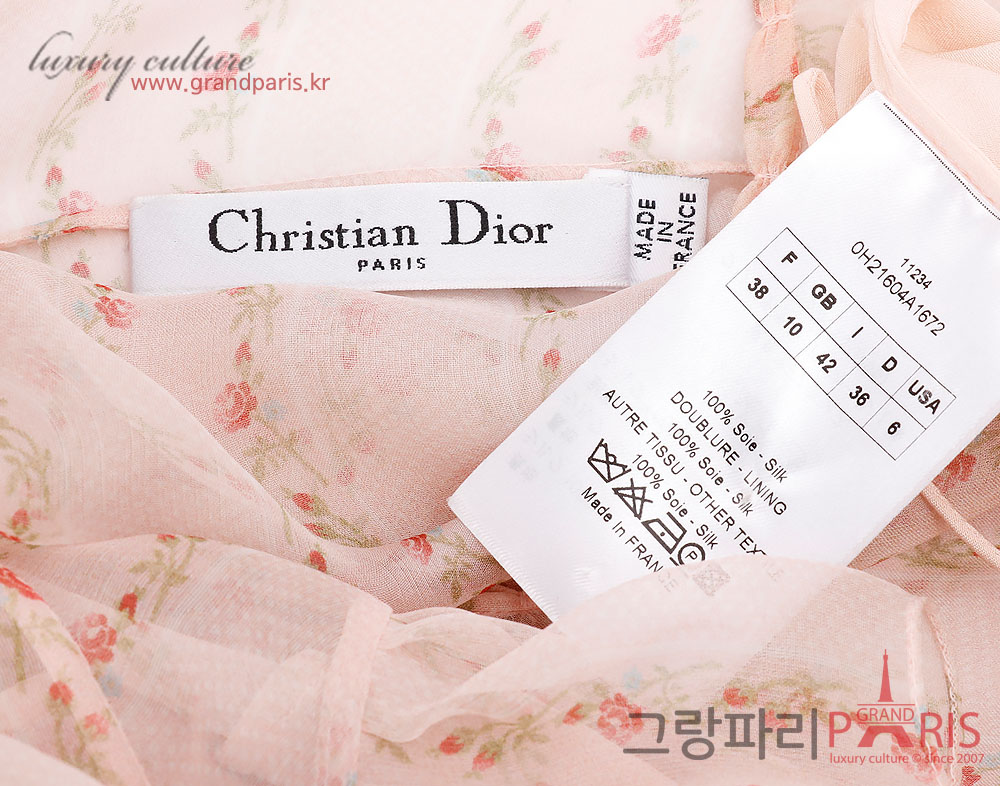 luxury culture
www.grandparis.kr
Christian Dior
PARIS
MADE
IN
FRANCE
11234
0H21604A1672
F GB I D USA
38 10 42 36 6
100% Soie - Silk
DOUBLURE - LINING
100% Soie - Silk
AUTRE TISSU - OTHER TEXTILE
100% Soie - Silk
P
Made In FRANCE
그랑파리 GRAND PARIS
luxury culture © since 2007